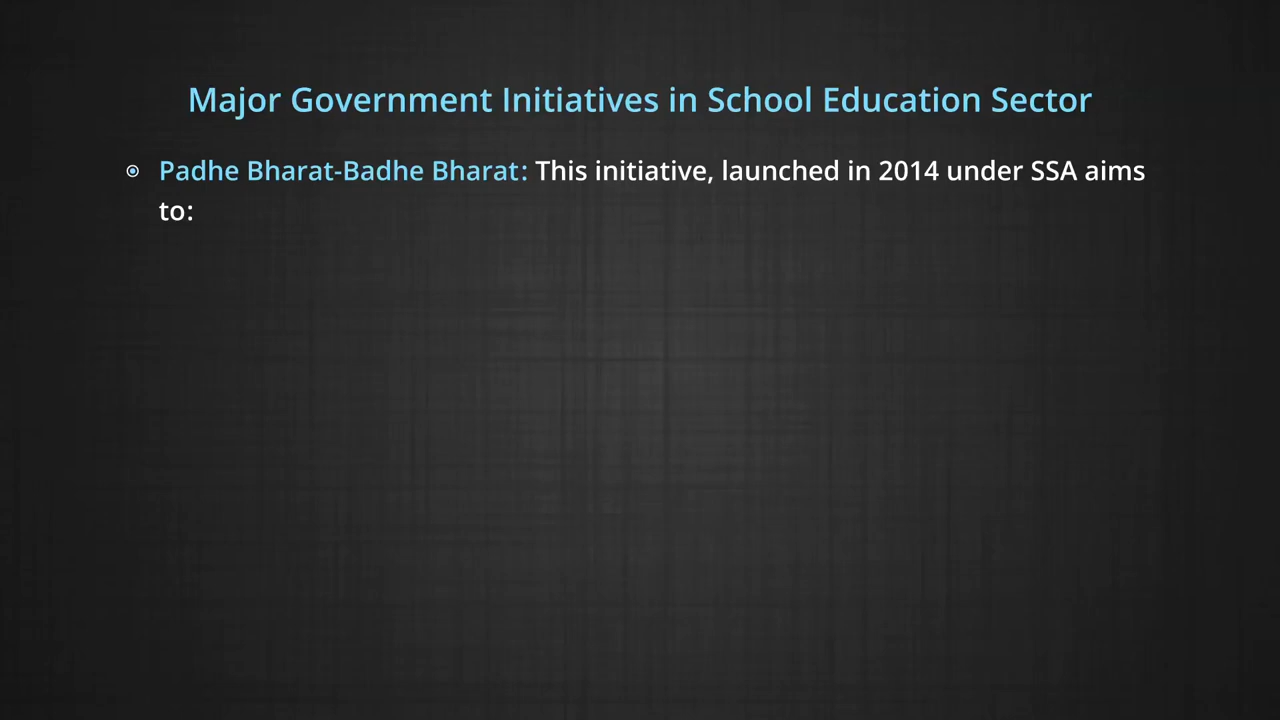 Major Government Initiatives in School Education Sector
Padhe Bharat-Badhe Bharat: This initiative, launched in 2014 under SSA aims
to: